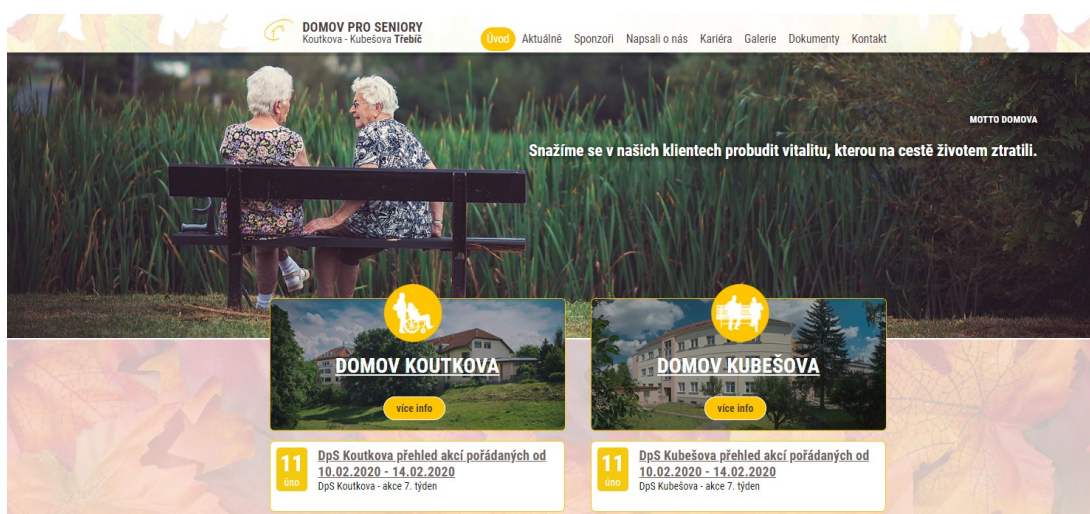 DOMOV PRO SENIORY
Koutkova - Kubešova Třebíč
Úvod Aktuálně Sponzoři Napsali o nás Kariéra Galerie Dokumenty Kontakt
MOTTO DOMOVA
Snažíme se v našich klientech probudit vitalitu, kterou na cestě životem ztratili.
DOMOV KOUTKOVA
více info
DOMOV KUBEŠOVA
více info
11
úno
DpS Koutkova přehled akcí pořádaných od
10.02.2020 - 14.02.2020
DpS Koutkova - akce 7. týden
11
úno
DpS Kubešova přehled akcí pořádaných od
10.02.2020 - 14.02.2020
DpS Kubešova - akce 7. týden